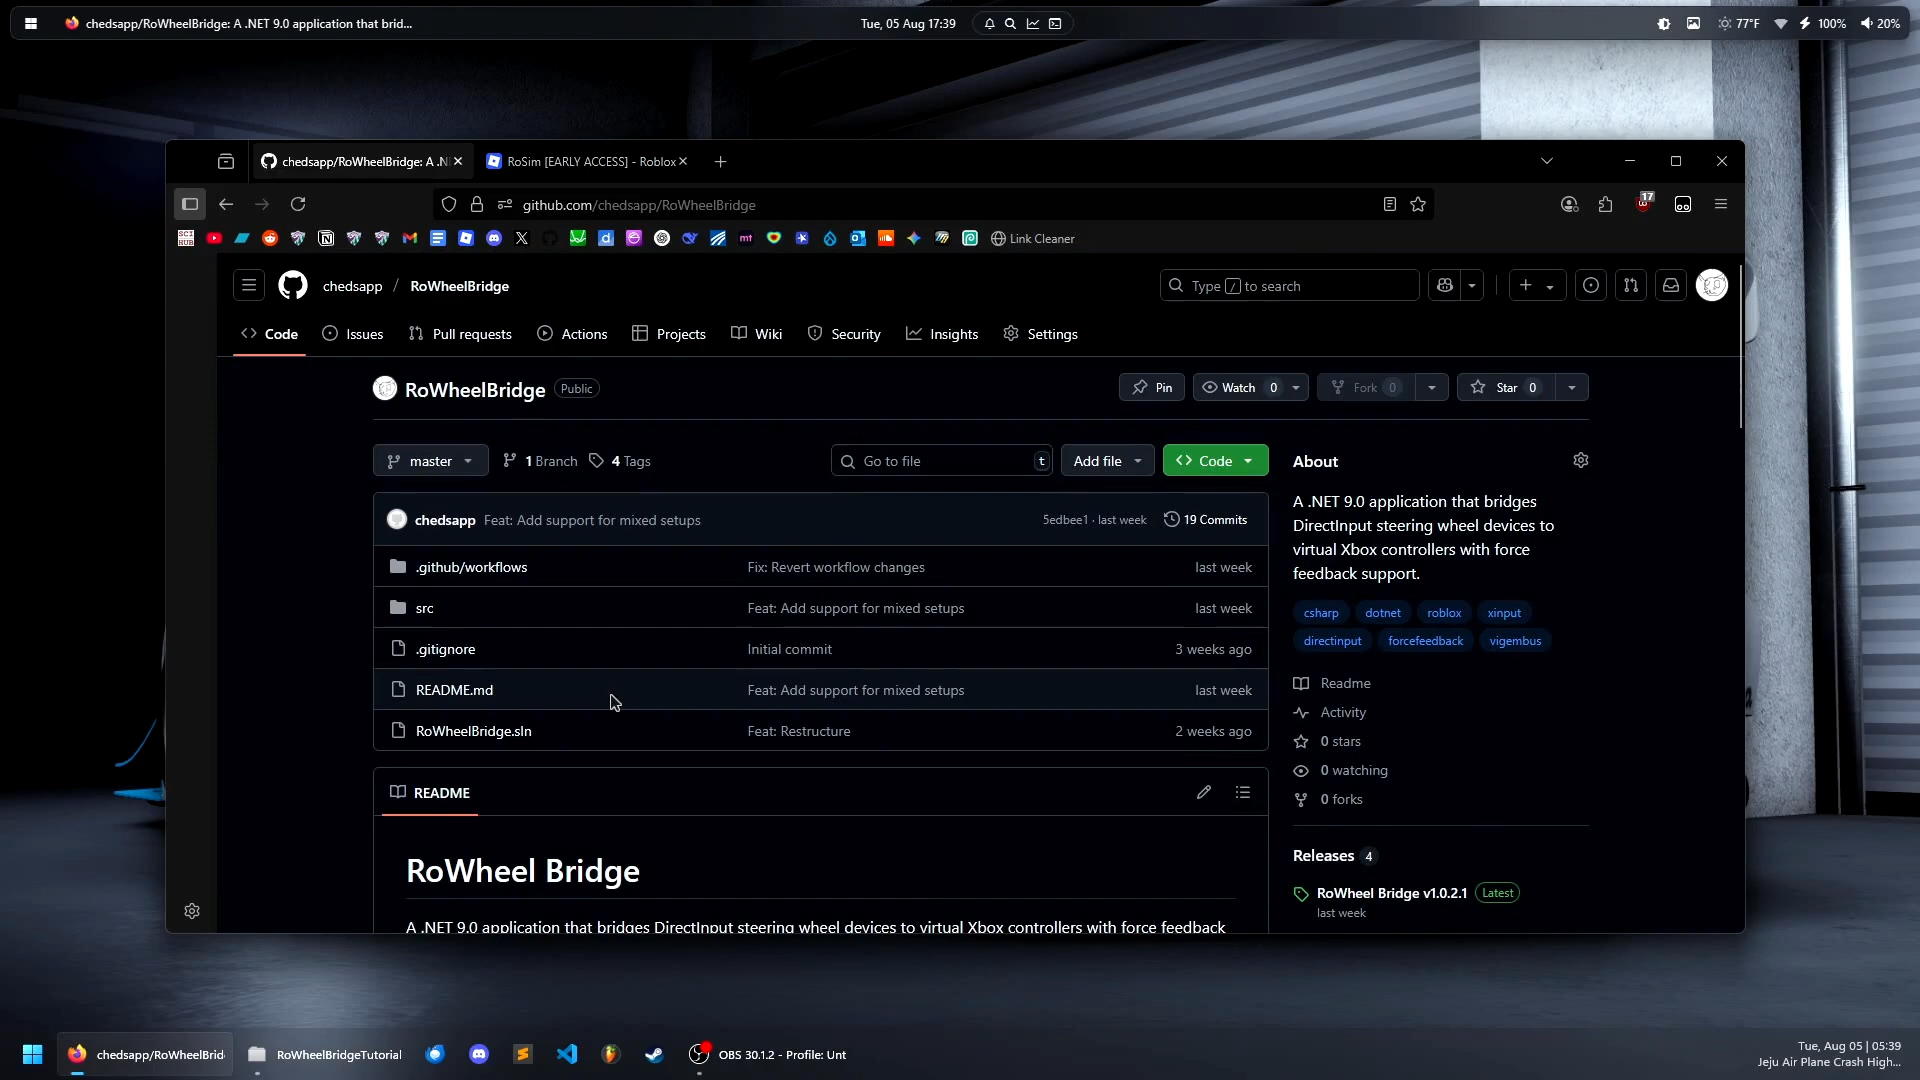 chedsapp/RoWheelBridge: A .NET 9.0 application that brid...
Tue, 05 Aug 17:39
77°F
100%
20%
chedsapp/RoWheelBridge: A .N
RoSim [EARLY ACCESS] - Roblox
github.com/chedsapp/RoWheelBridge
17
SCI HUB
mt
Link Cleaner
chedsapp / RoWheelBridge
Type / to search
Code
Issues
Pull requests
Actions
Projects
Wiki
Security
Insights
Settings
RoWheelBridge
Public
Pin
Watch 0
Fork 0
Star 0
master
1 Branch
4 Tags
Go to file
t
Add file
Code
About
A .NET 9.0 application that bridges
DirectInput steering wheel devices to
virtual Xbox controllers with force
feedback support.
chedsapp Feat: Add support for mixed setups
5edbee1 · last week
19 Commits
.github/workflows Fix: Revert workflow changes last week
src Feat: Add support for mixed setups last week
.gitignore Initial commit 3 weeks ago
README.md Feat: Add support for mixed setups last week
RoWheelBridge.sln Feat: Restructure 2 weeks ago
csharp dotnet roblox xinput
directinput forcefeedback vigembus
Readme
Activity
0 stars
0 watching
0 forks
README
RoWheel Bridge
A .NET 9.0 application that bridges DirectInput steering wheel devices to virtual Xbox controllers with force feedback
Releases 4
RoWheel Bridge v1.0.2.1 Latest
last week
chedsapp/RoWheelBrid
RoWheelBridgeTutorial
OBS 30.1.2 - Profile: Unt
Tue, Aug 05 | 05:39
Jeju Air Plane Crash High...